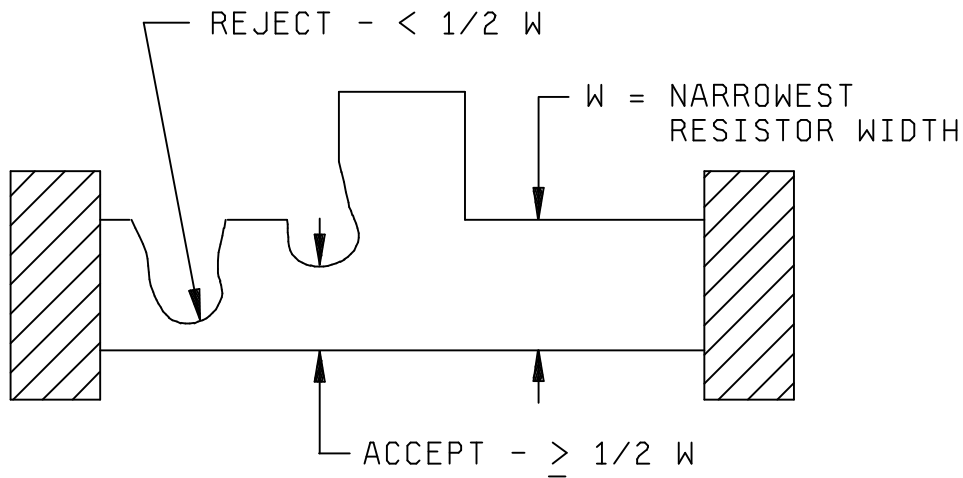 REJECT - < 1/2 W
W = NARROWEST
RESISTOR WIDTH
ACCEPT - ≥ 1/2 W